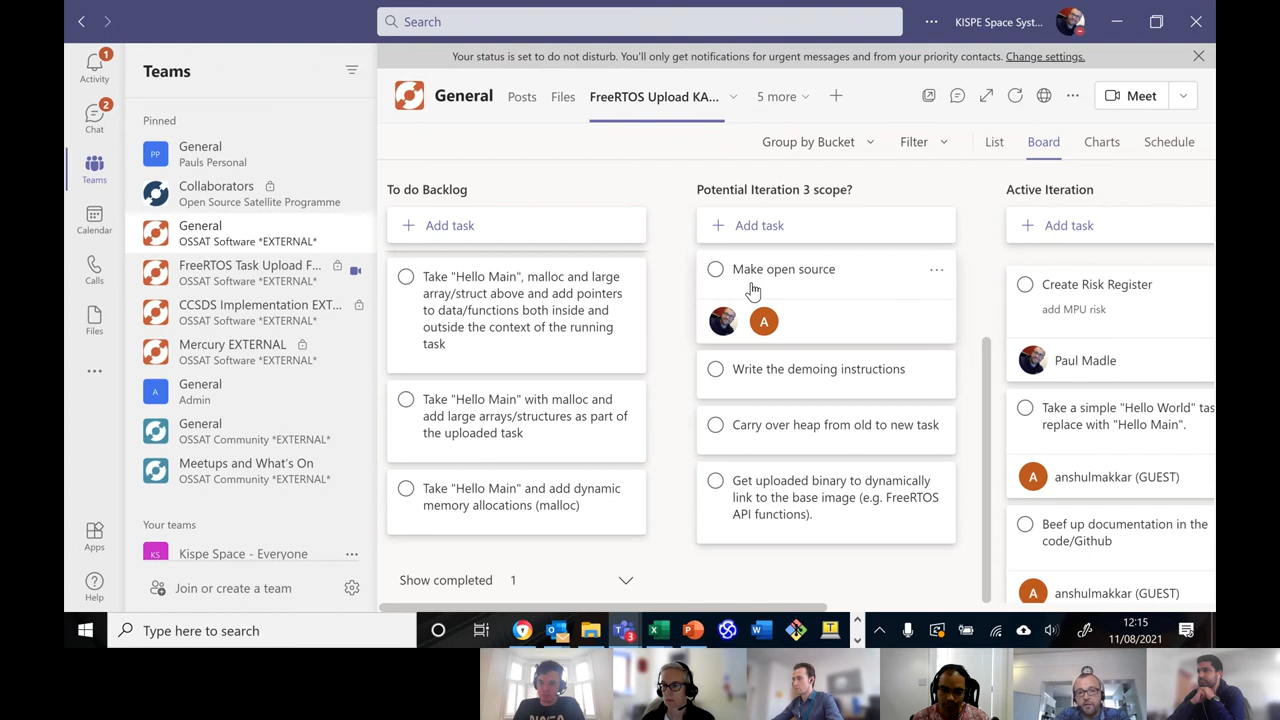 Search
KISPE Space Syst...
Your status is set to do not disturb. You'll only get notifications for urgent messages and from your priority contacts. Change settings.
1
Activity
2
Chat
Teams
Calendar
Calls
Files
Apps
Help
Teams
Pinned
PP
General
Pauls Personal
Collaborators
Open Source Satellite Programme
General
OSSAT Software *EXTERNAL*
FreeRTOS Task Upload F...
OSSAT Software *EXTERNAL*
CCSDS Implementation EXT...
OSSAT Software *EXTERNAL*
Mercury EXTERNAL
OSSAT Software *EXTERNAL*
A
General
Admin
General
OSSAT Community *EXTERNAL*
Meetups and What's On
OSSAT Community *EXTERNAL*
Your teams
KS
Kispe Space - Everyone
Join or create a team
General
Posts
Files
FreeRTOS Upload KA...
5 more
Meet
Group by Bucket
Filter
List
Board
Charts
Schedule
To do Backlog
Add task
Take "Hello Main", malloc and large
array/struct above and add pointers
to data/functions both inside and
outside the context of the running
task
Take "Hello Main" with malloc and
add large arrays/structures as part of
the uploaded task
Take "Hello Main" and add dynamic
memory allocations (malloc)
Show completed 1
Potential Iteration 3 scope?
Add task
Make open source
A
Write the demoing instructions
Carry over heap from old to new task
Get uploaded binary to dynamically
link to the base image (e.g. FreeRTOS
API functions).
Active Iteration
Add task
Create Risk Register
add MPU risk
Paul Madle
Take a simple "Hello World" tas
replace with "Hello Main".
A
anshulmakkar (GUEST)
Beef up documentation in the
code/Github
A
anshulmakkar (GUEST)
Type here to search
12:15
11/08/2021